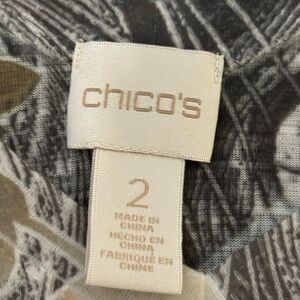 chico's
2
MADE IN
CHINA
HECHO EN
CHINA
FABRIQUÉ EN
CHINE